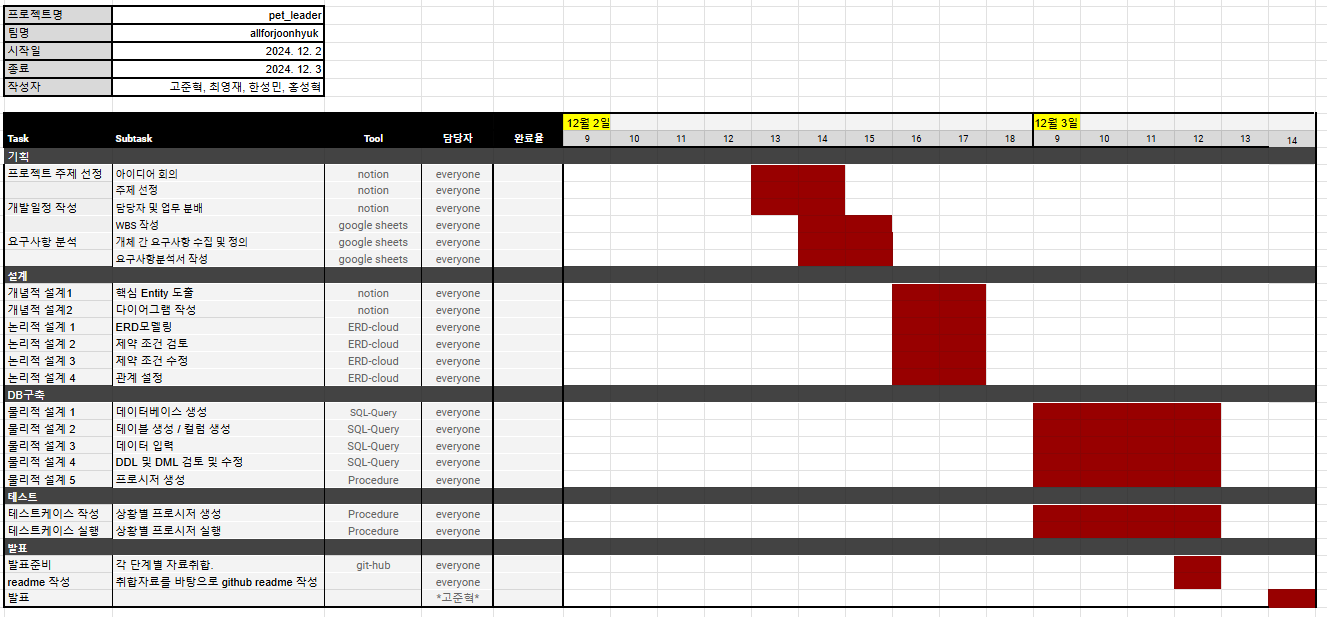 프로젝트명 pet_leader
팀명 allforjoonhyuk
시작일 2024. 12. 2
종료 2024. 12. 3
작성자 고준혁, 최영재, 한성민, 홍성혁
12월 2일 12월 3일
Task Subtask Tool 담당자 완료율 9 10 11 12 13 14 15 16 17 18 9 10 11 12 13 14
기획
프로젝트 주제 선정 아이디어 회의 notion everyone
주제 선정 notion everyone
개발일정 작성 담당자 및 업무 분배 notion everyone
WBS 작성 google sheets everyone
요구사항 분석 개체 간 요구사항 수집 및 정의 google sheets everyone
요구사항분석서 작성 google sheets everyone
설계
개념적 설계1 핵심 Entity 도출 notion everyone
개념적 설계2 다이어그램 작성 notion everyone
논리적 설계 1 ERD모델링 ERD-cloud everyone
논리적 설계 2 제약 조건 검토 ERD-cloud everyone
논리적 설계 3 제약 조건 수정 ERD-cloud everyone
논리적 설계 4 관계 설정 ERD-cloud everyone
DB구축
물리적 설계 1 데이터베이스 생성 SQL-Query everyone
물리적 설계 2 테이블 생성 / 컬럼 생성 SQL-Query everyone
물리적 설계 3 데이터 입력 SQL-Query everyone
물리적 설계 4 DDL 및 DML 검토 및 수정 SQL-Query everyone
물리적 설계 5 프로시저 생성 Procedure everyone
테스트
테스트케이스 작성 상황별 프로시저 생성 Procedure everyone
테스트케이스 실행 상황별 프로시저 실행 Procedure everyone
발표
발표준비 각 단계별 자료취합. git-hub everyone
readme 작성 취합자료를 바탕으로 github readme 작성 everyone
발표 *고준혁*